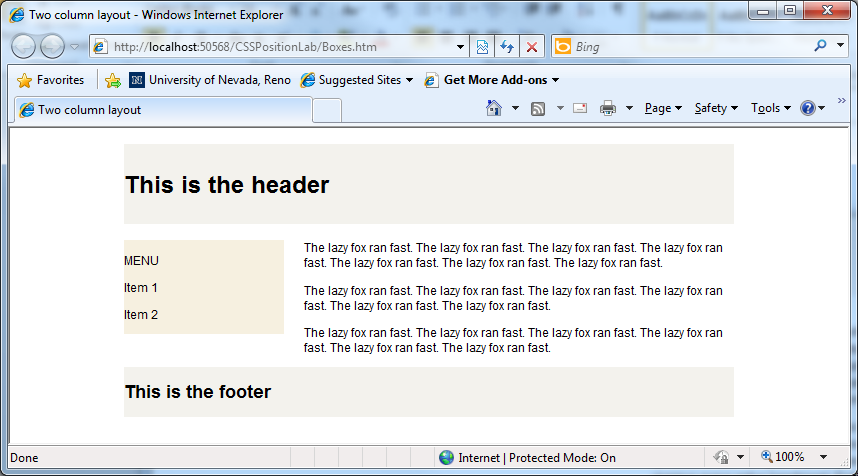 Two column layout - Windows Internet Explorer
http://localhost:50568/CSSPositionLab/Boxes.htm
Bing
Favorites
University of Nevada, Reno
Suggested Sites
Get More Add-ons
Two column layout
Page
Safety
Tools
»
This is the header
MENU
Item 1
Item 2
The lazy fox ran fast. The lazy fox ran fast. The lazy fox ran fast. The lazy fox ran
fast. The lazy fox ran fast. The lazy fox ran fast. The lazy fox ran fast.
The lazy fox ran fast. The lazy fox ran fast. The lazy fox ran fast. The lazy fox ran
fast. The lazy fox ran fast. The lazy fox ran fast.
The lazy fox ran fast. The lazy fox ran fast. The lazy fox ran fast. The lazy fox ran
fast. The lazy fox ran fast. The lazy fox ran fast.
This is the footer
Done
Internet | Protected Mode: On
100%